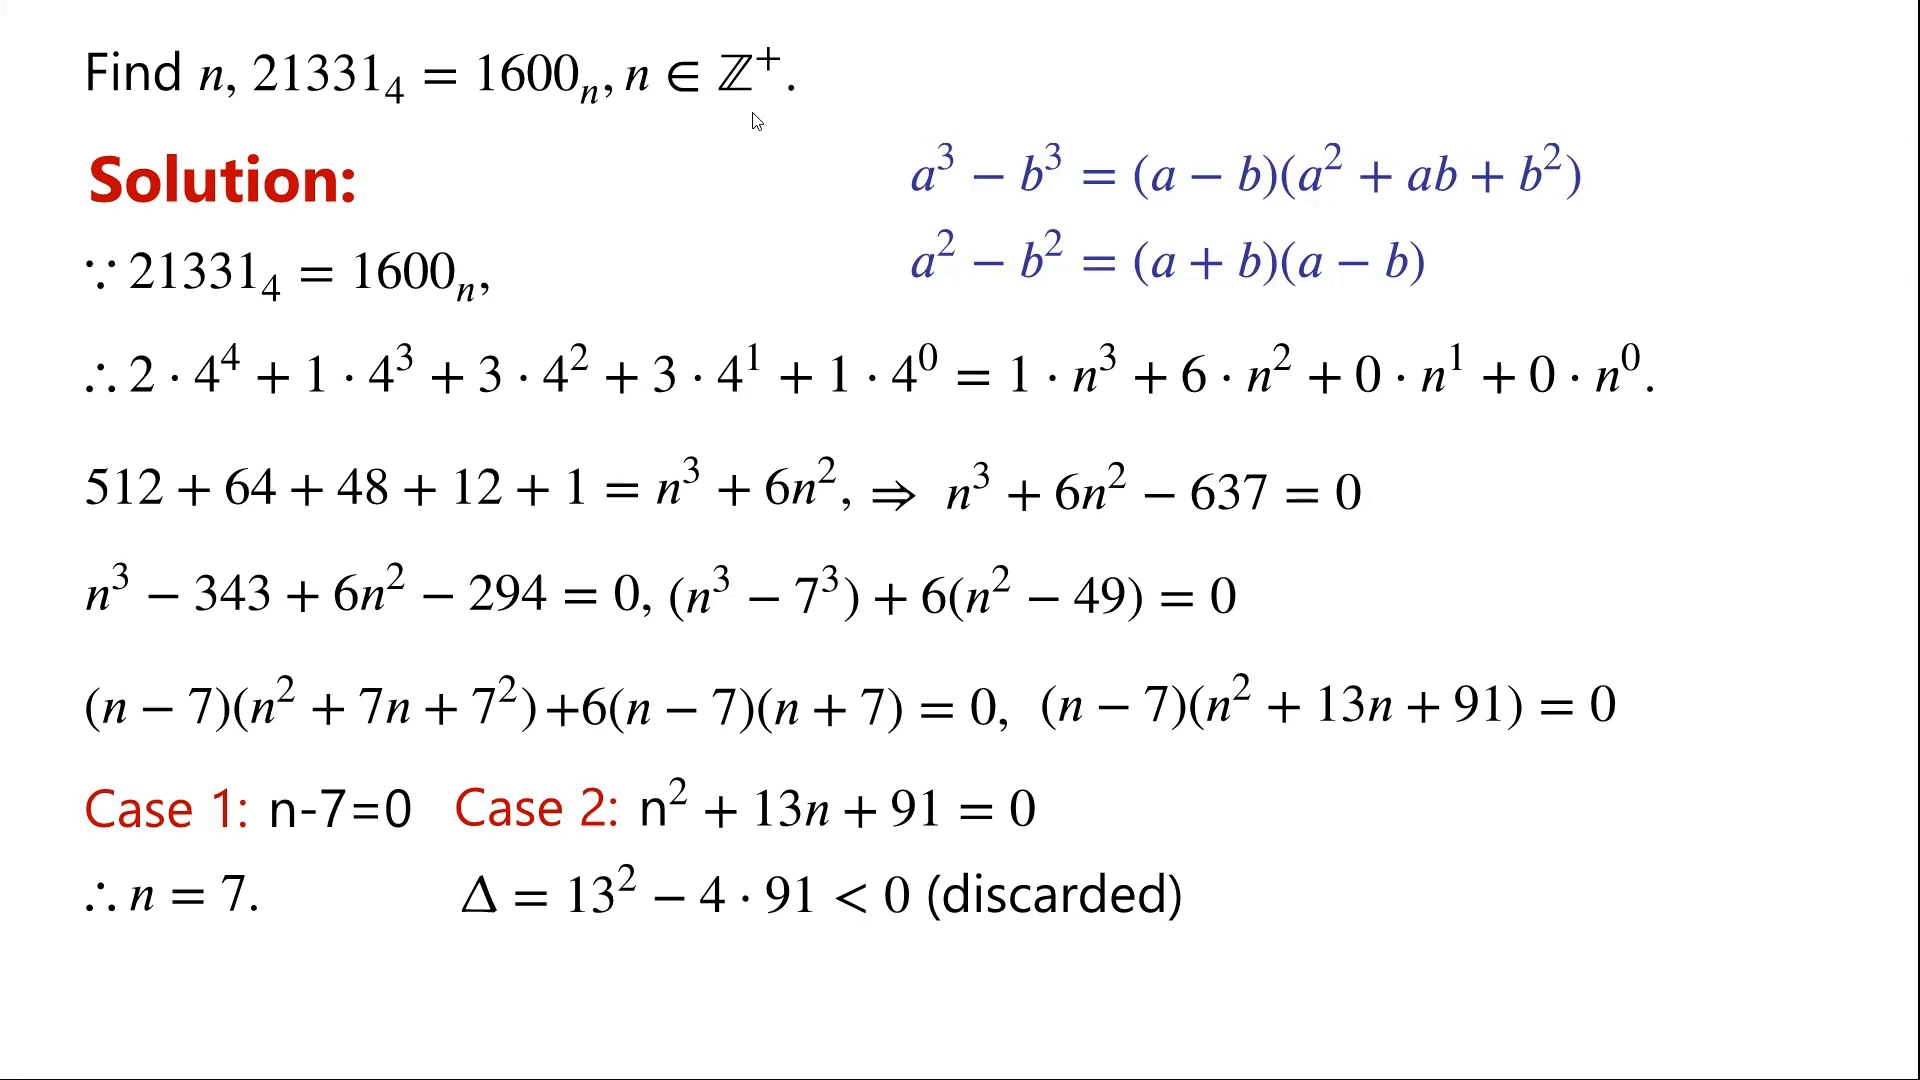 Find n, 21331₄ = 1600ₙ, n ∈ ℤ⁺.
Solution:
a³ − b³ = (a − b)(a² + ab + b²)
a² − b² = (a + b)(a − b)
∵ 21331₄ = 1600ₙ,
∴ 2 · 4⁴ + 1 · 4³ + 3 · 4² + 3 · 4¹ + 1 · 4⁰ = 1 · n³ + 6 · n² + 0 · n¹ + 0 · n⁰.
512 + 64 + 48 + 12 + 1 = n³ + 6n², ⇒ n³ + 6n² − 637 = 0
n³ − 343 + 6n² − 294 = 0, (n³ − 7³) + 6(n² − 49) = 0
(n − 7)(n² + 7n + 7²)+6(n − 7)(n + 7) = 0, (n − 7)(n² + 13n + 91) = 0
Case 1: n-7=0 Case 2: n² + 13n + 91 = 0
∴ n = 7. Δ = 13² − 4 · 91 < 0 (discarded)